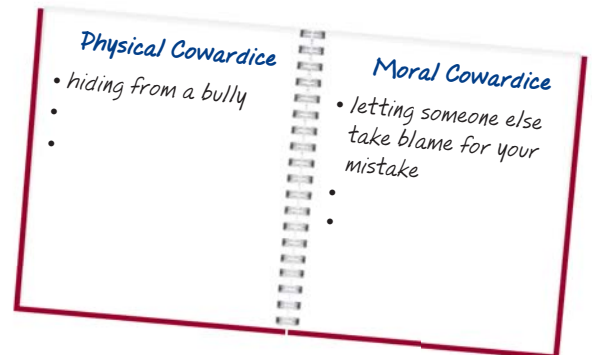 Physical Cowardice
• hiding from a bully
•
•
Moral Cowardice
• letting someone else
take blame for your
mistake
•
•